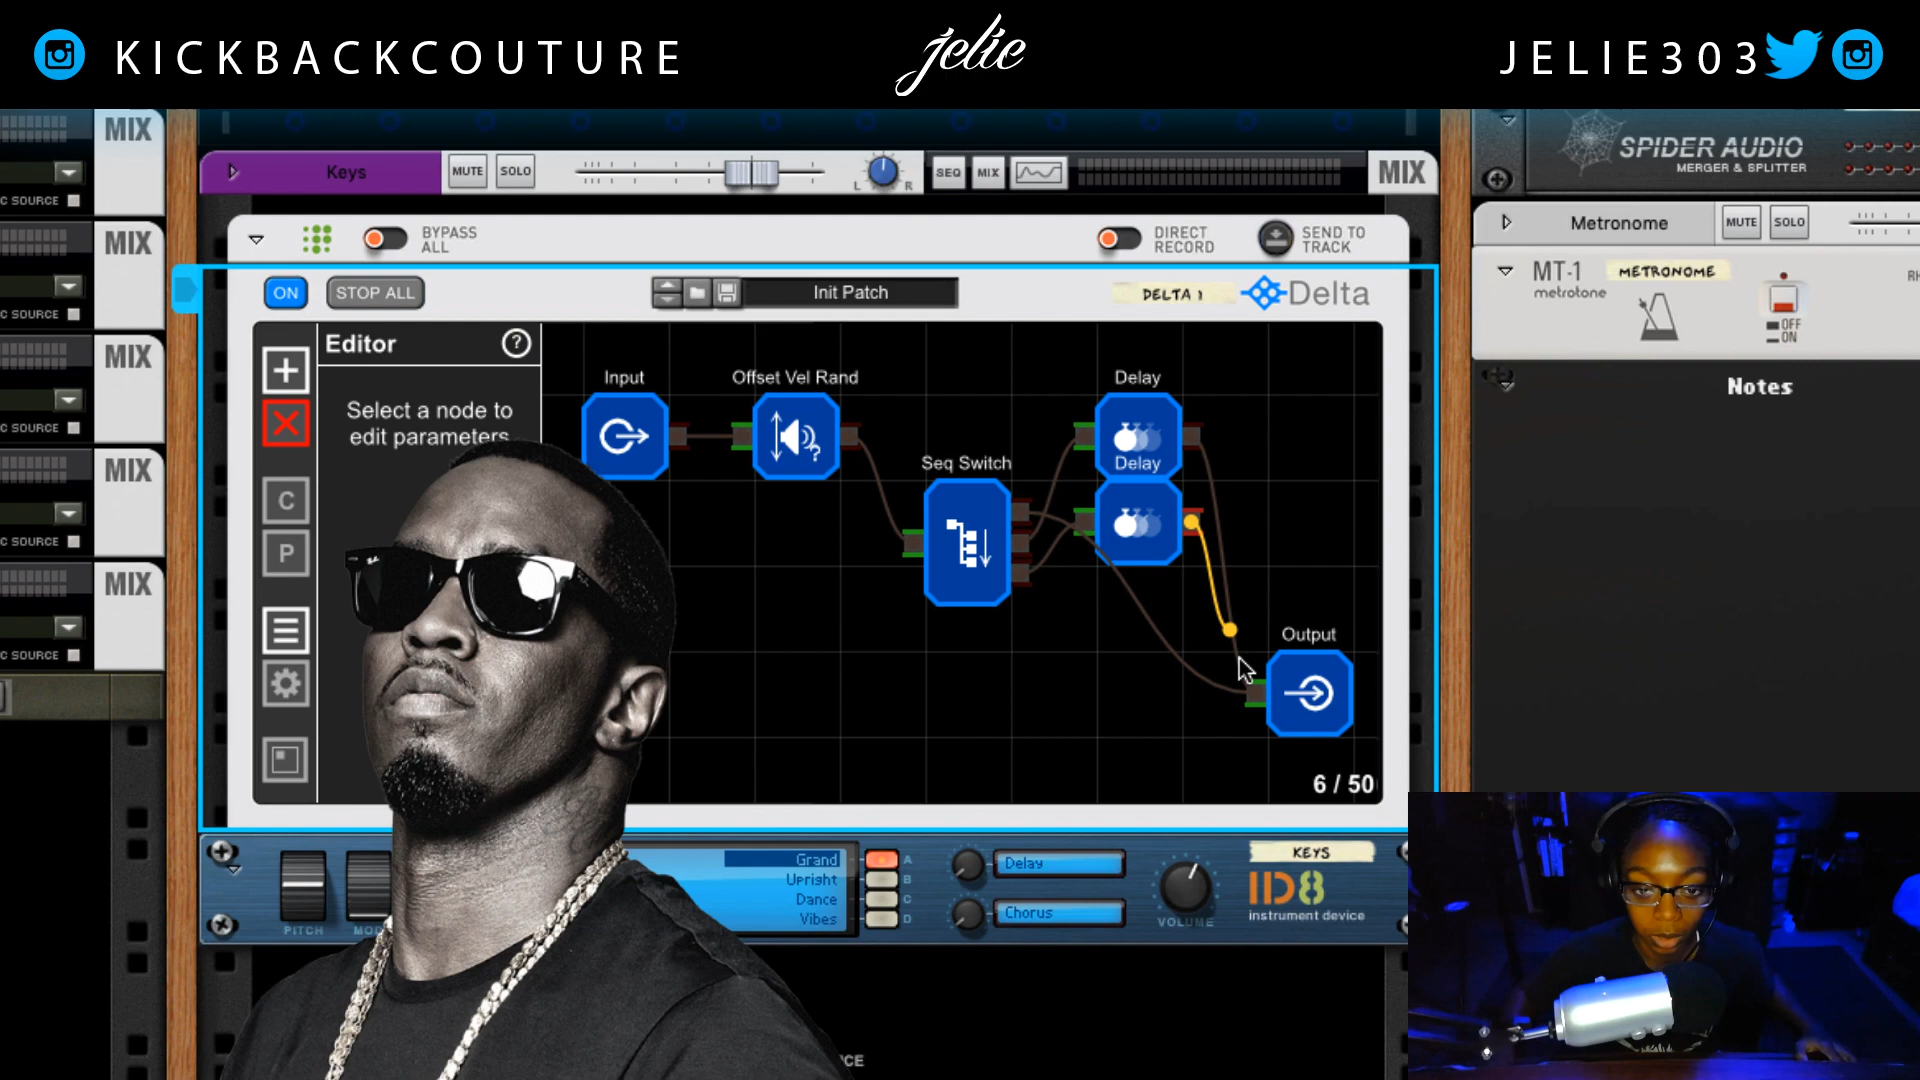 KICKBACKCOUTURE
jelie
JELIE303
MIX
C SOURCE
MIX
C SOURCE
MIX
C SOURCE
MIX
C SOURCE
MIX
C SOURCE
Keys
MUTE
SOLO
L
R
SEQ
MIX
MIX
BYPASS
ALL
DIRECT
RECORD
SEND TO
TRACK
ON
STOP ALL
Init Patch
DELTA 1
Delta
Editor
?
Select a node to
edit parameters
C
P
Input
Offset Vel Rand
?
Seq Switch
Delay
Delay
Output
6 / 50
PITCH
Grand
Upright
Dance
Vibes
A
B
C
D
Delay
Chorus
VOLUME
KEYS
ID8
instrument device
SPIDER AUDIO
MERGER & SPLITTER
Metronome
MUTE
SOLO
MT-1
metrotone
METRONOME
OFF
ON
Notes